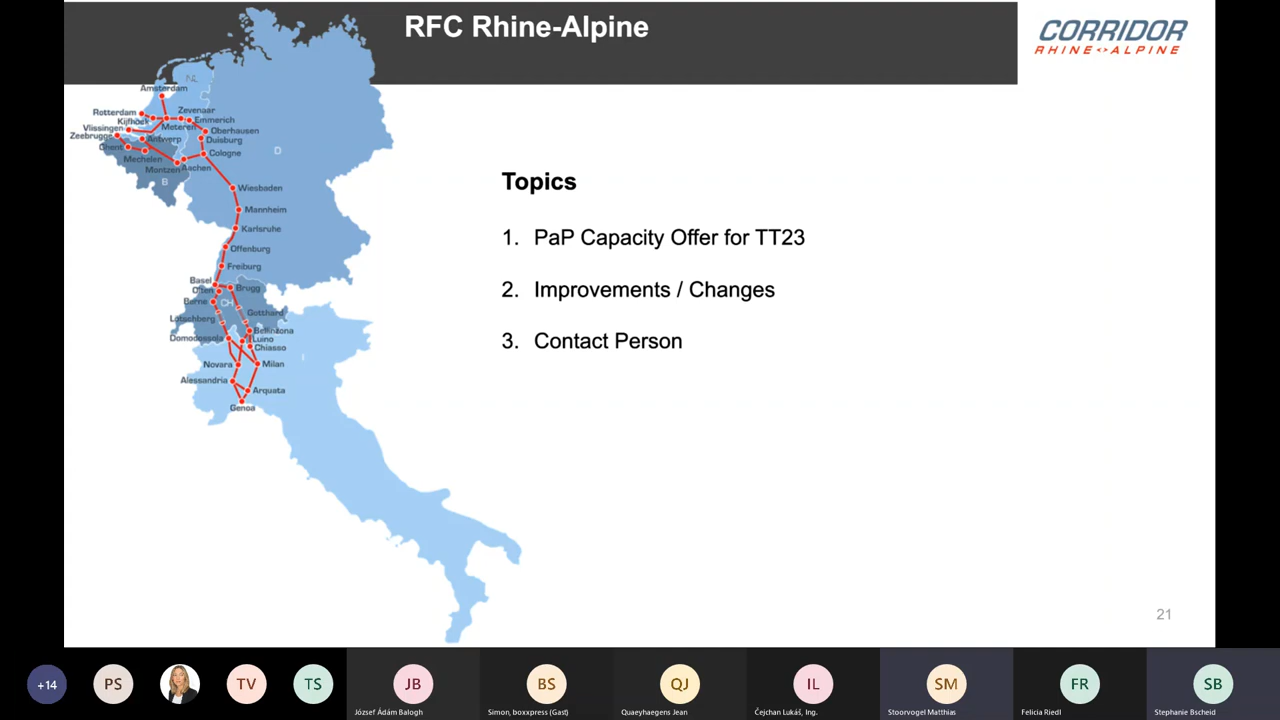 RFC Rhine-Alpine
CORRIDOR
RHINE<>ALPINE
NL
Amsterdam
Rotterdam
Zevenaar
Kijfhoek
Emmerich
Vlissingen
Meteren
Oberhausen
Zeebrugge
Antwerp
Duisburg
Ghent
Cologne
Mechelen
D
Montzen
Aachen
B
Wiesbaden
Mannheim
Karlsruhe
Offenburg
Freiburg
Basel
Olten
Brugg
Berne
CH
Gotthard
Lötschberg
Bellinzona
Domodossola
Luino
Chiasso
I
Novara
Milan
Alessandria
Arquata
Genoa
Topics
1. PaP Capacity Offer for TT23
2. Improvements / Changes
3. Contact Person
21
+14
PS
TV
TS
JB
BS
QJ
IL
SM
FR
SB
József Ádám Balogh
Simon, boxxpress (Gast)
Quaeyhaegens Jean
Čejchan Lukáš, Ing.
Stoorvogel Matthias
Felicia Riedl
Stephanie Bscheid